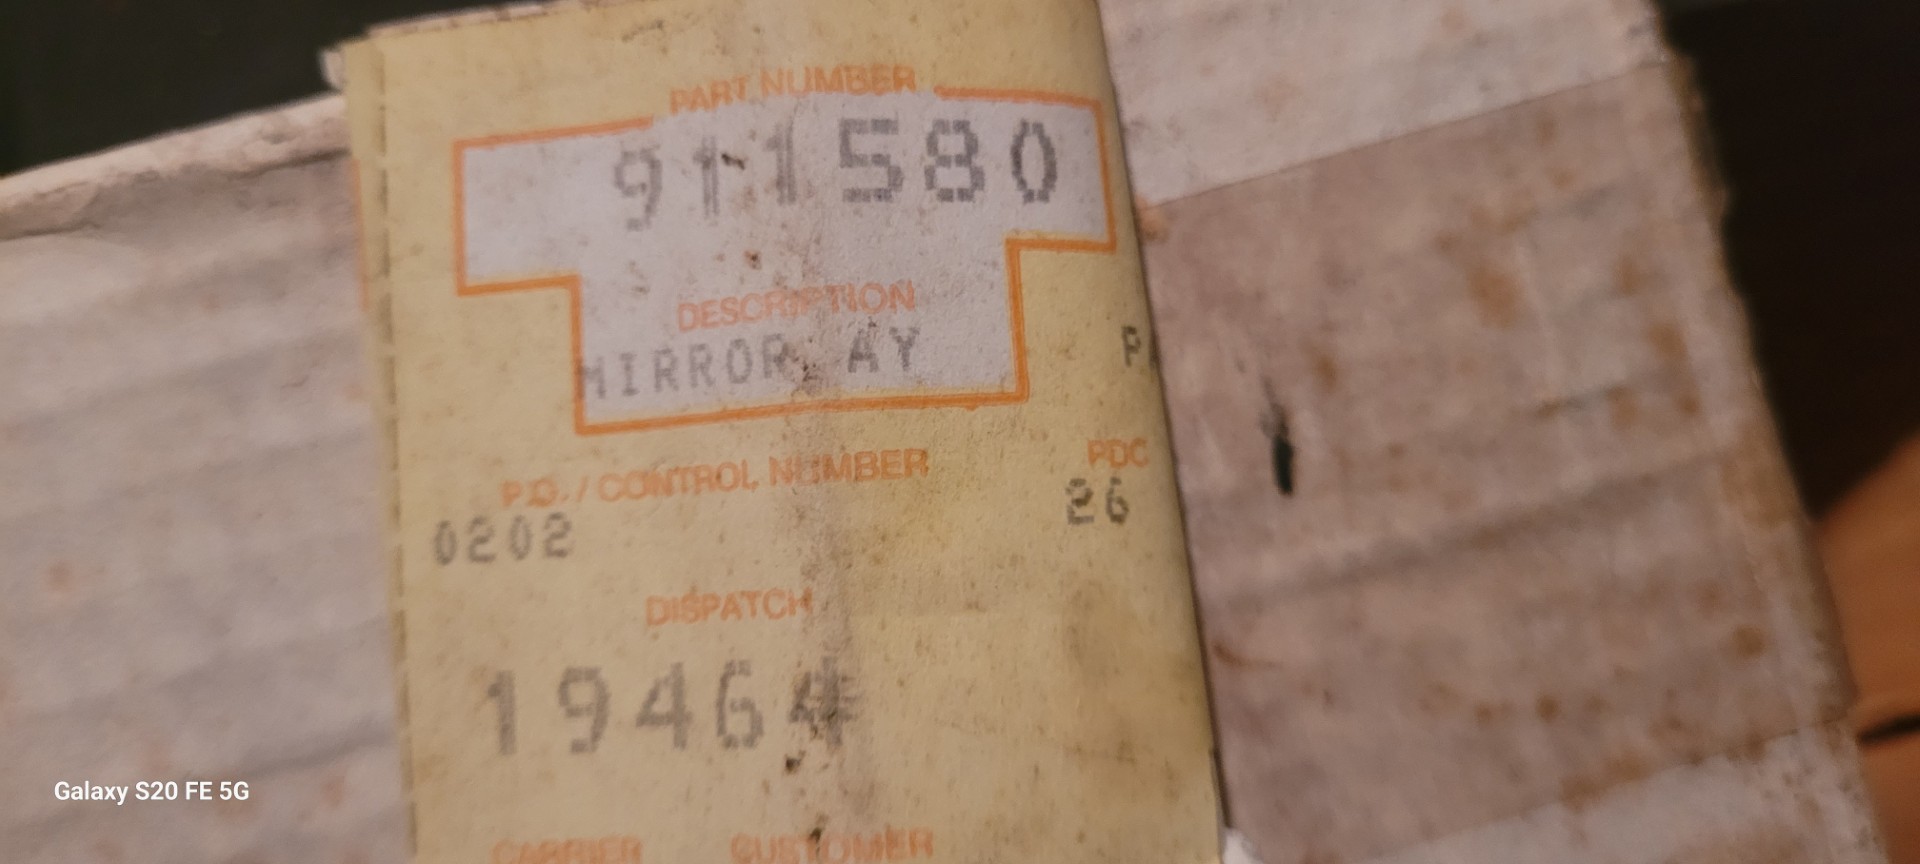 PART NUMBER
911580
DESCRIPTION
MIRROR AY
P.O. / CONTROL NUMBER
PDC
26
0202
DISPATCH
19464
CARRIER
CUSTOMER
Galaxy S20 FE 5G